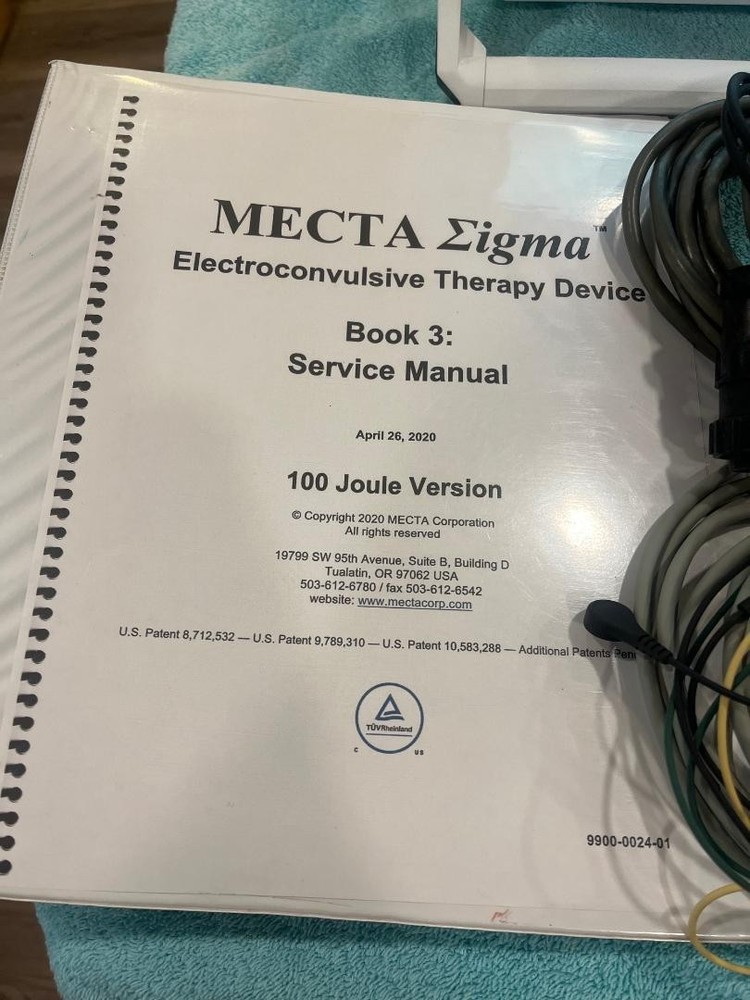 MECTA Σigma™
Electroconvulsive Therapy Device
Book 3:
Service Manual
April 26, 2020
100 Joule Version
© Copyright 2020 MECTA Corporation
All rights reserved
19799 SW 95th Avenue, Suite B, Building D
Tualatin, OR 97062 USA
503-612-6780 / fax 503-612-6542
website: www.mectacorp.com
U.S. Patent 8,712,532 — U.S. Patent 9,789,310 — U.S. Patent 10,583,288 — Additional Patents Pen
TÜVRheinland
C US
9900-0024-01